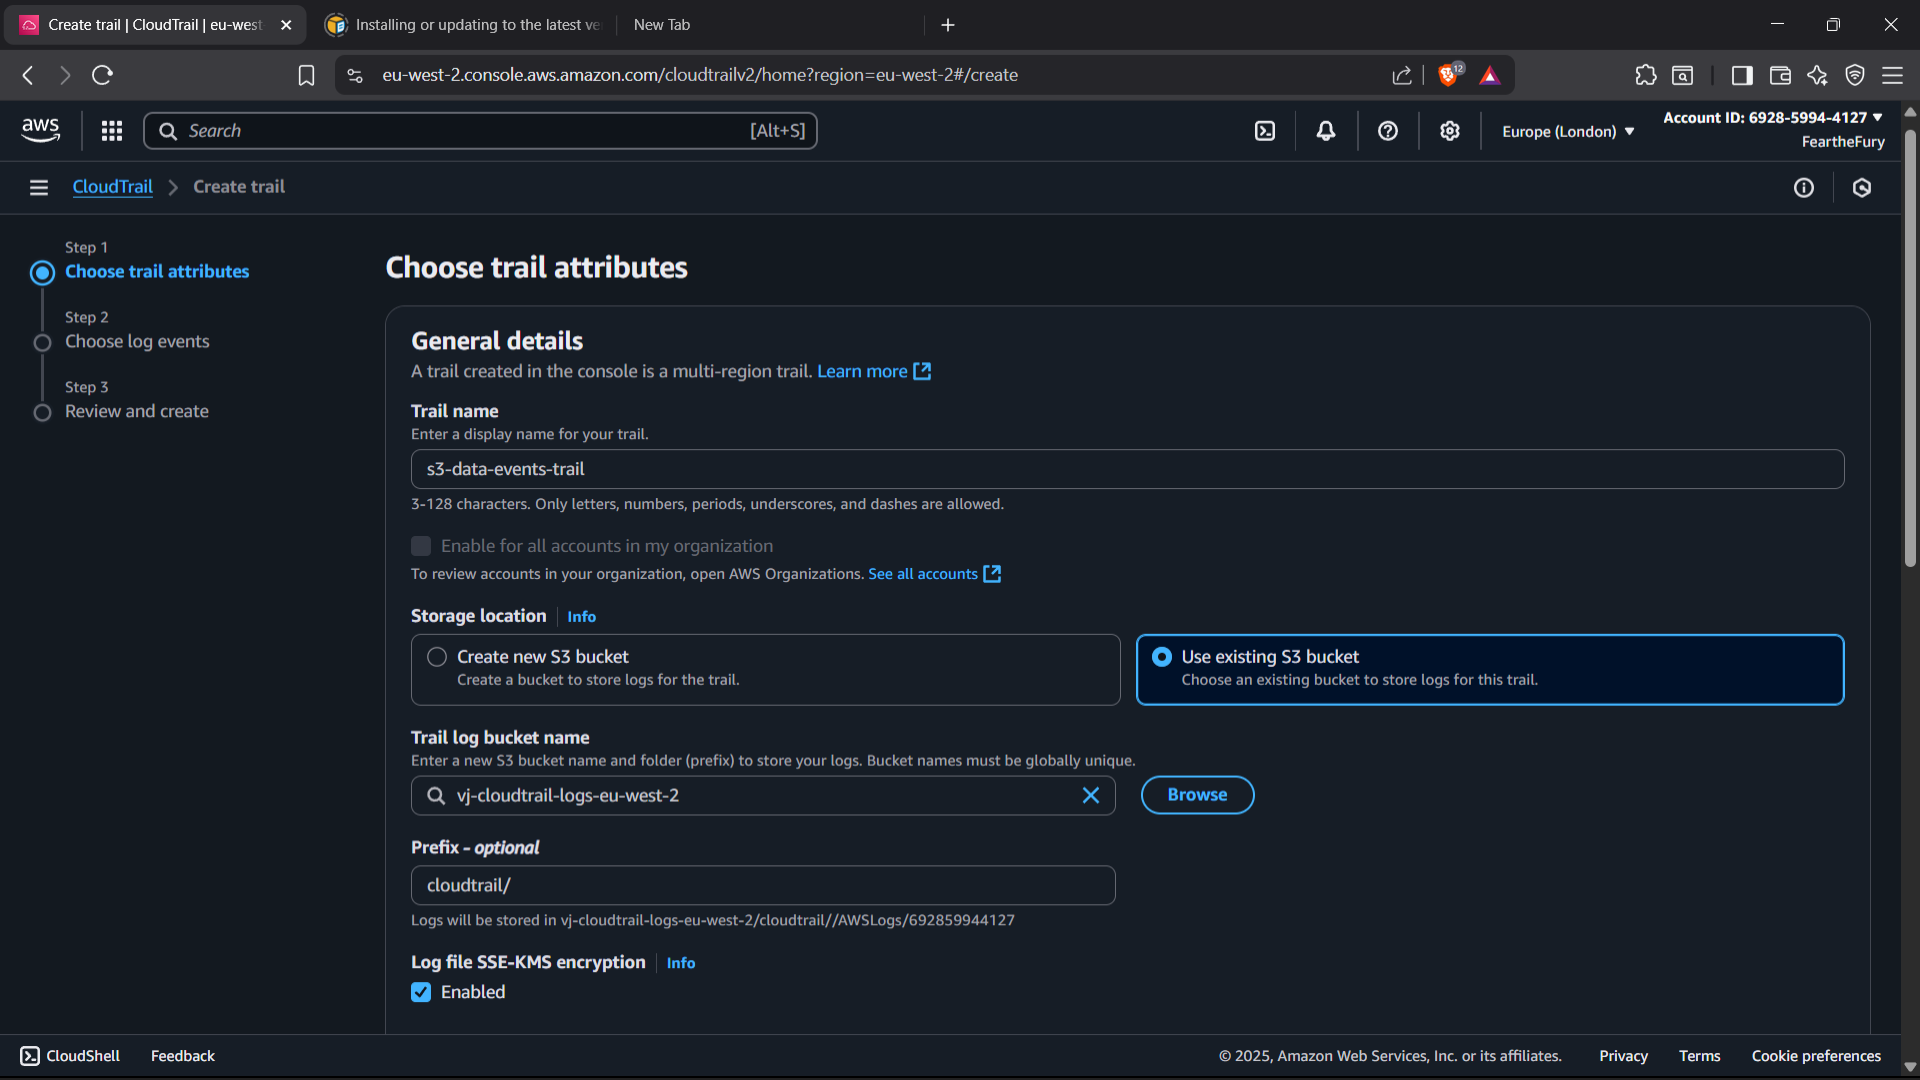 Create trail | CloudTrail | eu-west
Installing or updating to the latest ve
New Tab
eu-west-2.console.aws.amazon.com/cloudtrailv2/home?region=eu-west-2#/create
12
aws
Search
[Alt+S]
Europe (London)
Account ID: 6928-5994-4127
FeartheFury
CloudTrail
Create trail
Step 1
Choose trail attributes
Step 2
Choose log events
Step 3
Review and create
Choose trail attributes
General details
A trail created in the console is a multi-region trail. Learn more
Trail name
Enter a display name for your trail.
s3-data-events-trail
3-128 characters. Only letters, numbers, periods, underscores, and dashes are allowed.
Enable for all accounts in my organization
To review accounts in your organization, open AWS Organizations. See all accounts
Storage location
Info
Create new S3 bucket
Create a bucket to store logs for the trail.
Use existing S3 bucket
Choose an existing bucket to store logs for this trail.
Trail log bucket name
Enter a new S3 bucket name and folder (prefix) to store your logs. Bucket names must be globally unique.
vj-cloudtrail-logs-eu-west-2
Browse
Prefix - optional
cloudtrail/
Logs will be stored in vj-cloudtrail-logs-eu-west-2/cloudtrail//AWSLogs/692859944127
Log file SSE-KMS encryption
Info
Enabled
CloudShell
Feedback
© 2025, Amazon Web Services, Inc. or its affiliates.
Privacy
Terms
Cookie preferences